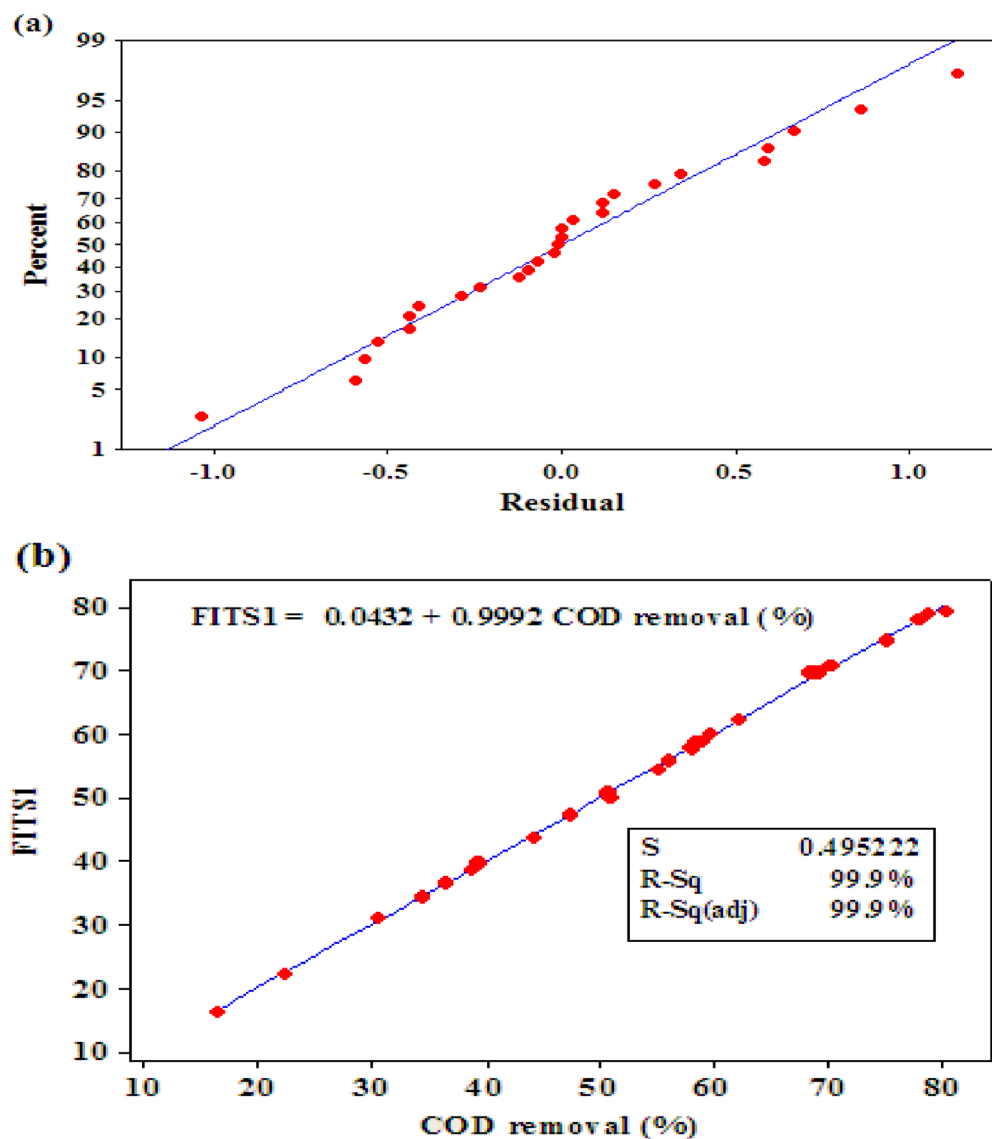 (a)
99
95
90
80
70
60
50
40
30
20
10
5
1
Percent
-1.0 -0.5 0.0 0.5 1.0
Residual
(b)
80
70
60
50
40
30
20
10
FITS1
FITS1 = 0.0432 + 0.9992 COD removal (%)
S 0.495222
R-Sq 99.9%
R-Sq(adj) 99.9%
10 20 30 40 50 60 70 80
COD removal (%)